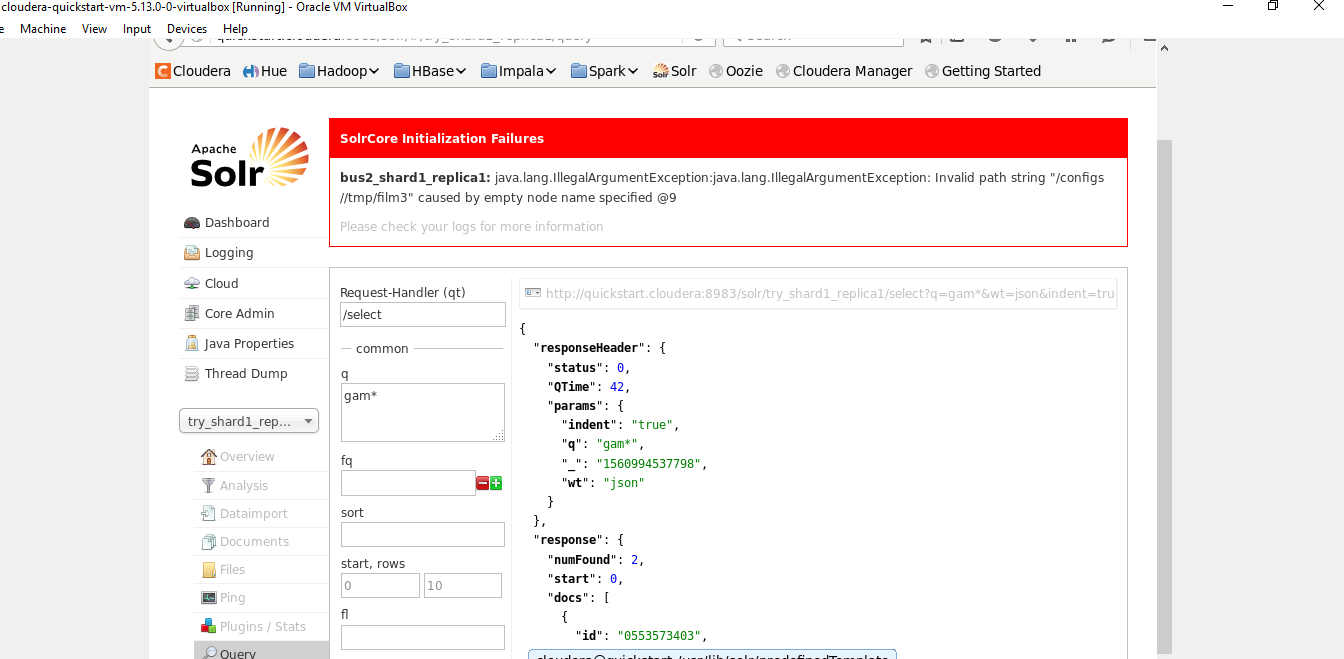 cloudera-quickstart-vm-5.13.0-0-virtualbox [Running] - Oracle VM VirtualBox
e Machine View Input Devices Help
Cloudera Hue Hadoop HBase Impala Spark Solr Oozie Cloudera Manager Getting Started
Apache
Solr
SolrCore Initialization Failures
bus2_shard1_replica1: java.lang.IllegalArgumentException:java.lang.IllegalArgumentException: Invalid path string "/configs
//tmp/film3" caused by empty node name specified @9
Please check your logs for more information
Dashboard
Logging
Cloud
Core Admin
Java Properties
Thread Dump
try_shard1_rep...
Overview
Analysis
Dataimport
Documents
Files
Ping
Plugins / Stats
Query
Request-Handler (qt)
/select
common
q
gam*
fq
sort
start, rows
0 10
fl
http://quickstart.cloudera:8983/solr/try_shard1_replica1/select?q=gam*&wt=json&indent=tru
{
"responseHeader": {
"status": 0,
"QTime": 42,
"params": {
"indent": "true",
"q": "gam*",
"_": "1560994537798",
"wt": "json"
}
},
"response": {
"numFound": 2,
"start": 0,
"docs": [
{
"id": "0553573403",
cloudera@quickstart:/usr/lib/solr/predefinedTemplate